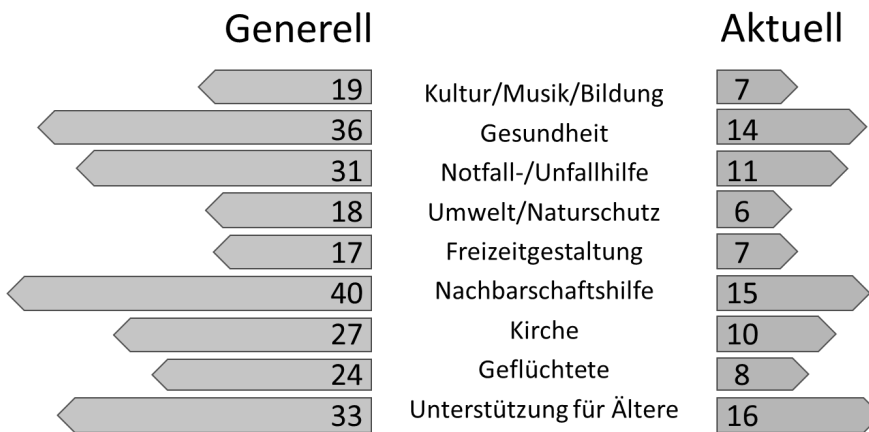 Generell Aktuell
19 Kultur/Musik/Bildung 7
36 Gesundheit 14
31 Notfall-/Unfallhilfe 11
18 Umwelt/Naturschutz 6
17 Freizeitgestaltung 7
40 Nachbarschaftshilfe 15
27 Kirche 10
24 Geflüchtete 8
33 Unterstützung für Ältere 16